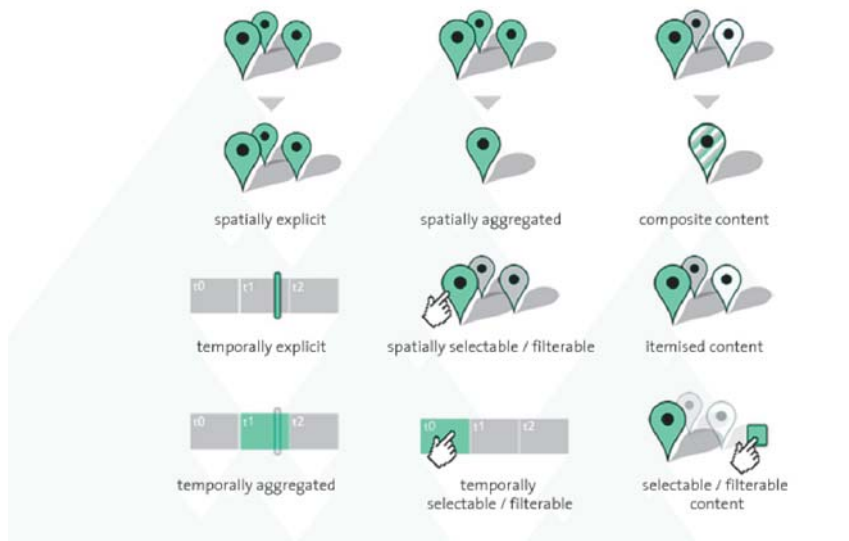 spatially explicit
spatially aggregated
composite content
t0 t1 t2
temporally explicit
spatially selectable / filterable
itemised content
t0 t1 t2
temporally aggregated
t0 t1 t2
temporally
selectable / filterable
selectable / filterable
content